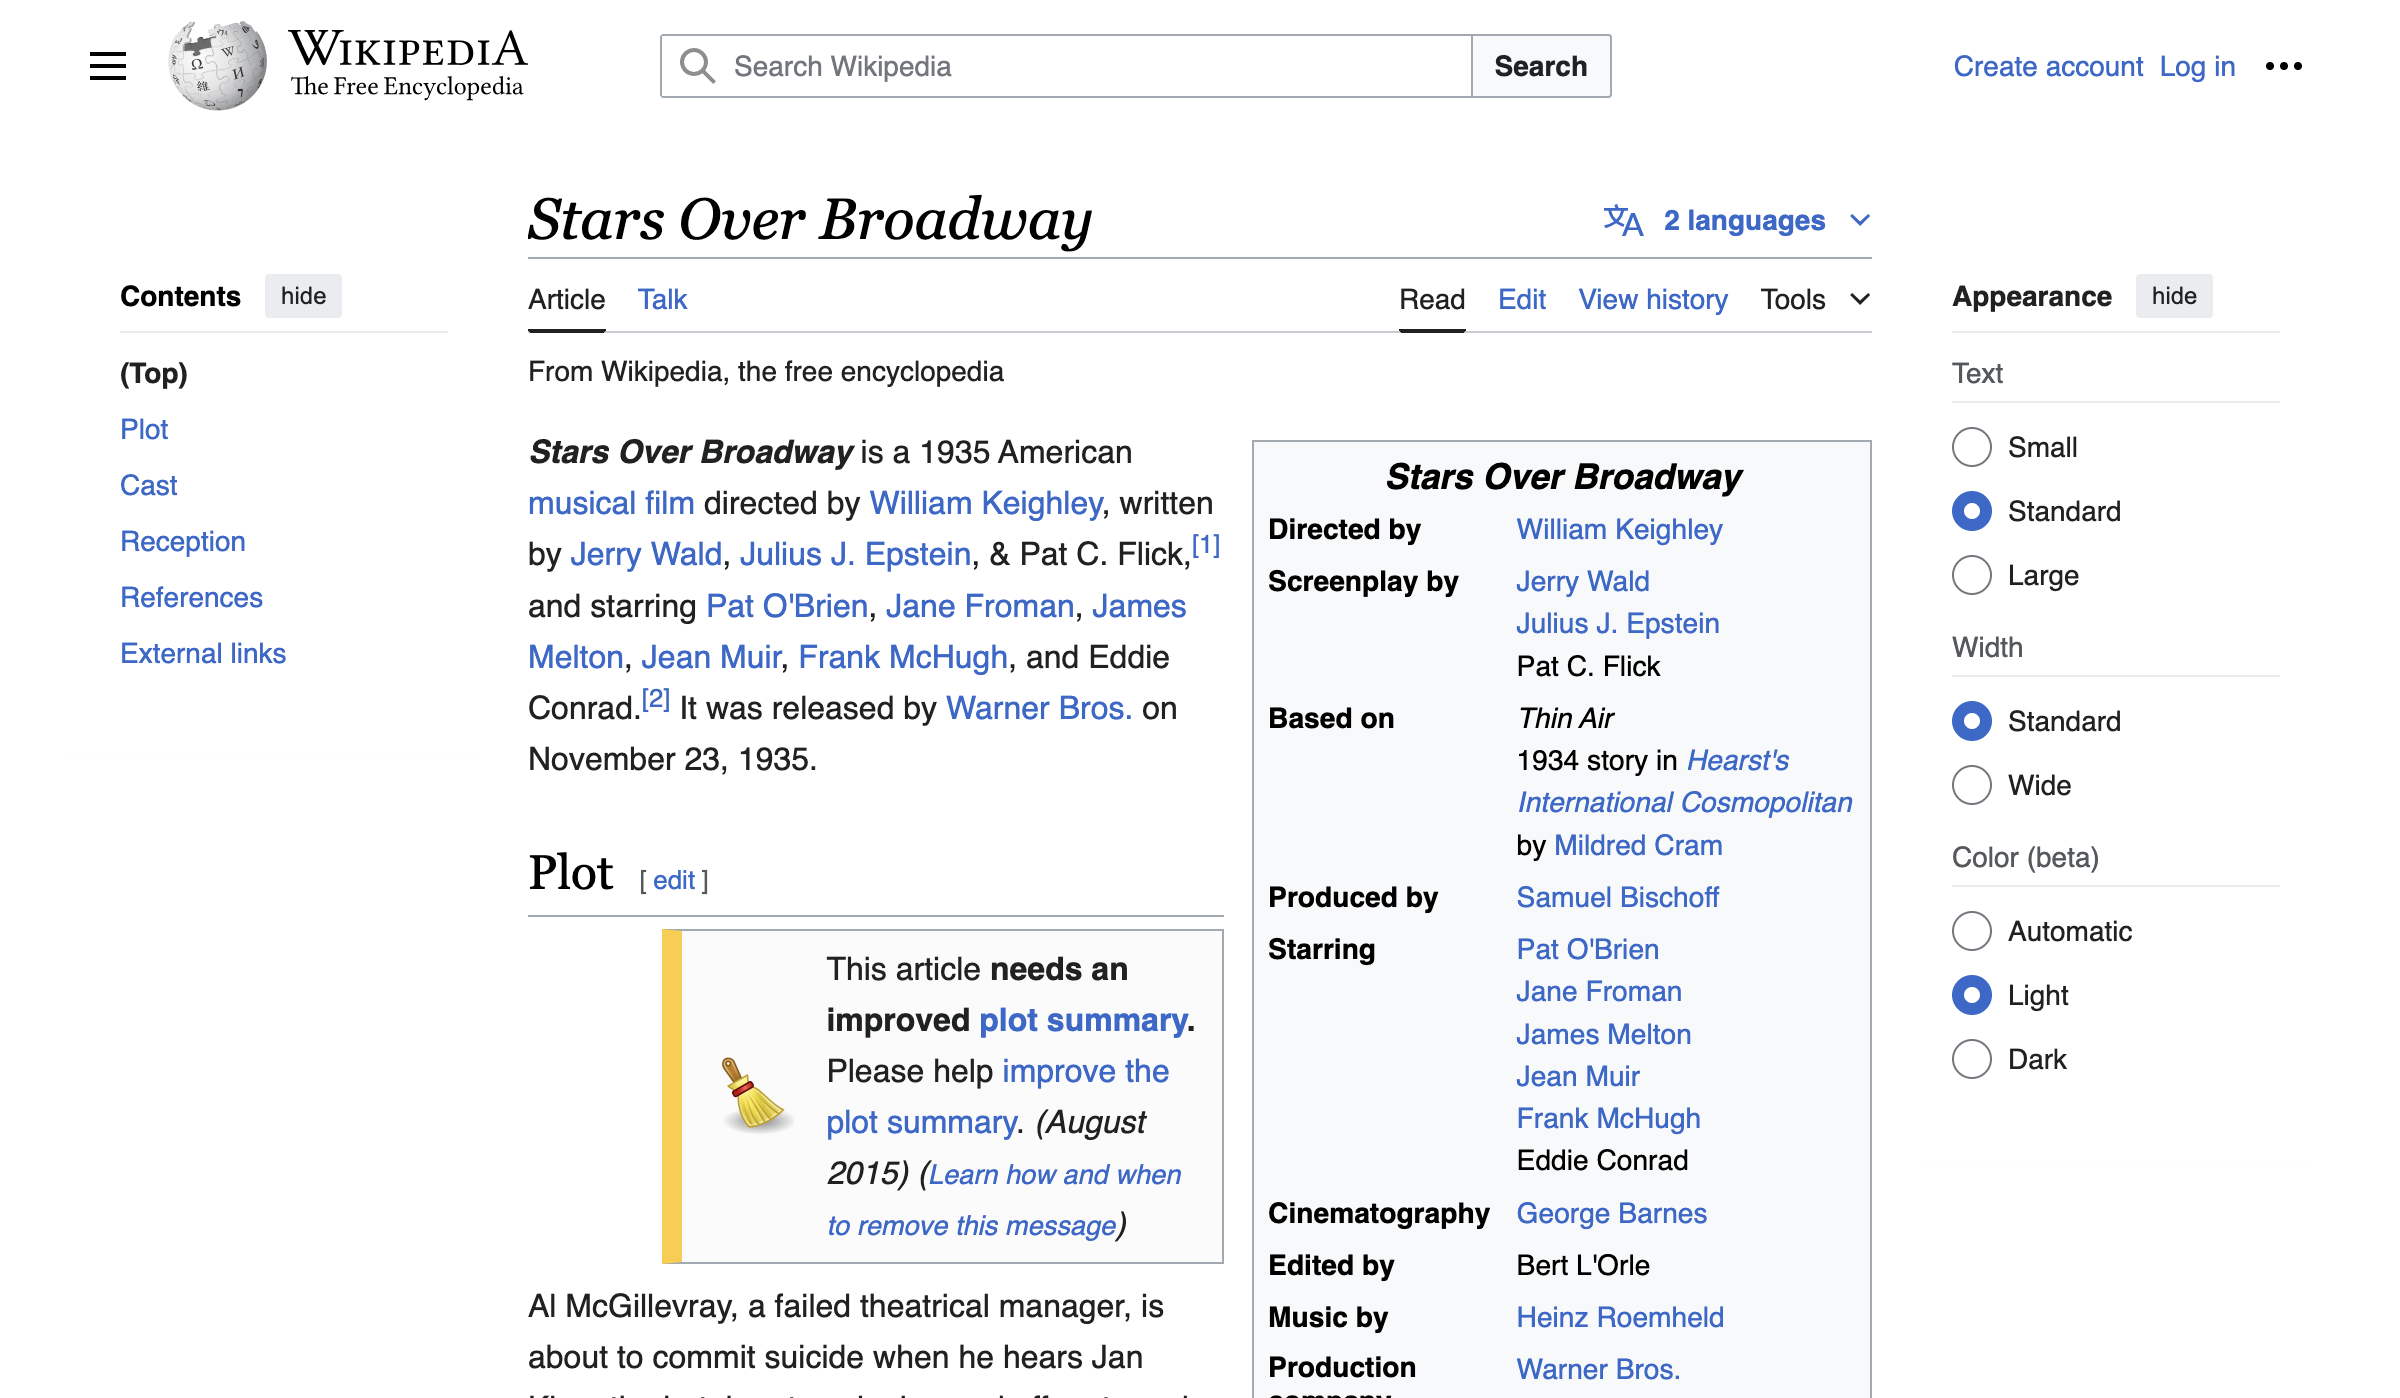 WIKIPEDIA
The Free Encyclopedia
Search Wikipedia
Search
Create account Log in
Stars Over Broadway
2 languages
Contents hide
(Top)
Plot
Cast
Reception
References
External links
Article Talk
Read Edit View history Tools
From Wikipedia, the free encyclopedia
Stars Over Broadway is a 1935 American
musical film directed by William Keighley, written
by Jerry Wald, Julius J. Epstein, & Pat C. Flick,[1]
and starring Pat O'Brien, Jane Froman, James
Melton, Jean Muir, Frank McHugh, and Eddie
Conrad.[2] It was released by Warner Bros. on
November 23, 1935.
Plot [ edit ]
This article needs an
improved plot summary.
Please help improve the
plot summary. (August
2015) (Learn how and when
to remove this message)
Al McGillevray, a failed theatrical manager, is
about to commit suicide when he hears Jan
Stars Over Broadway
Directed by William Keighley
Screenplay by Jerry Wald
Julius J. Epstein
Pat C. Flick
Based on Thin Air
1934 story in Hearst's
International Cosmopolitan
by Mildred Cram
Produced by Samuel Bischoff
Starring Pat O'Brien
Jane Froman
James Melton
Jean Muir
Frank McHugh
Eddie Conrad
Cinematography George Barnes
Edited by Bert L'Orle
Music by Heinz Roemheld
Production Warner Bros.
company
Appearance hide
Text
Small
Standard
Large
Width
Standard
Wide
Color (beta)
Automatic
Light
Dark